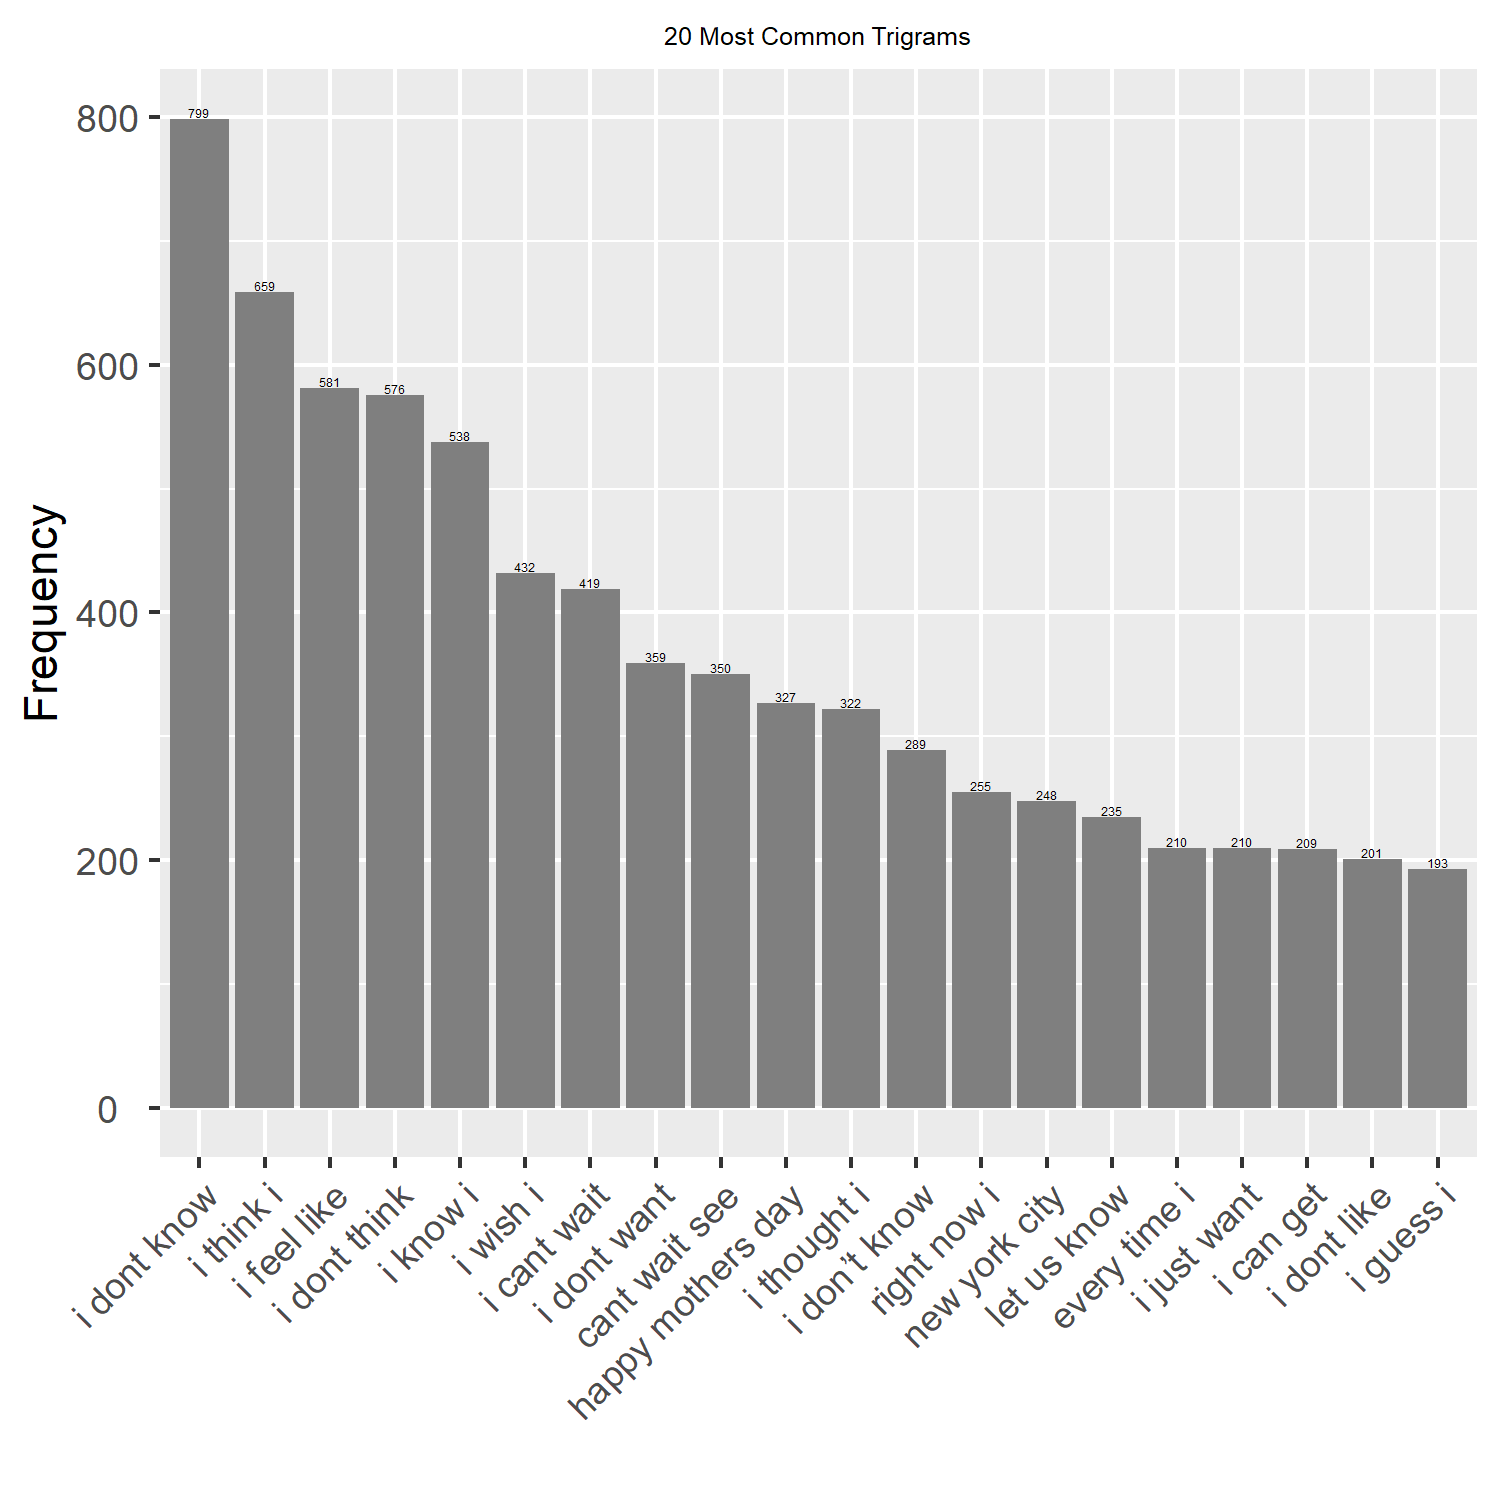 20 Most Common Trigrams
Frequency
800
600
400
200
0
799
659
581
576
538
432
419
359
350
327
322
289
255
248
235
210
210
209
201
193
i dont know
i think i
i feel like
i dont think
i know i
i wish i
i cant wait
i dont want
cant wait see
happy mothers day
i thought i
i don’t know
right now i
new york city
let us know
every time i
i just want
i can get
i dont like
i guess i